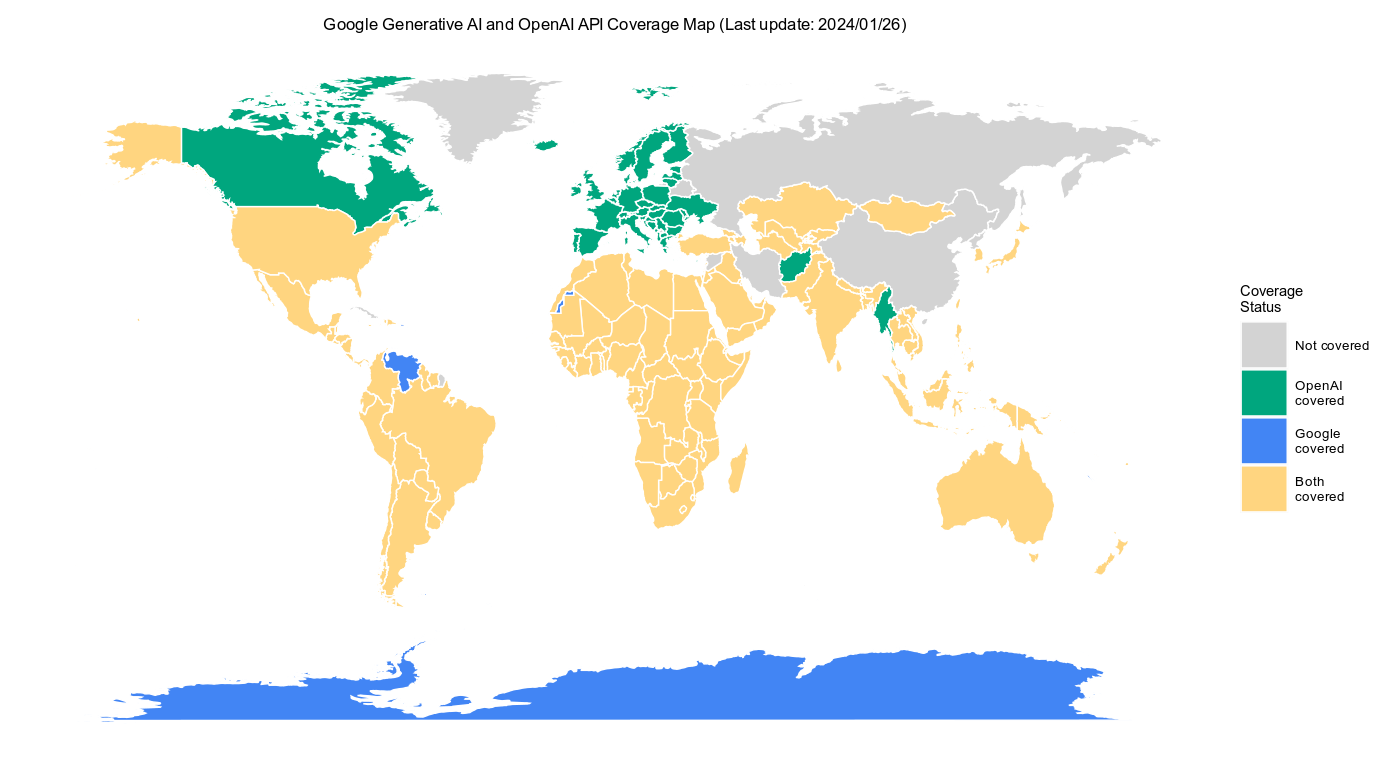 Google Generative AI and OpenAI API Coverage Map (Last update: 2024/01/26)
Coverage
Status
Not covered
OpenAI
covered
Google
covered
Both
covered